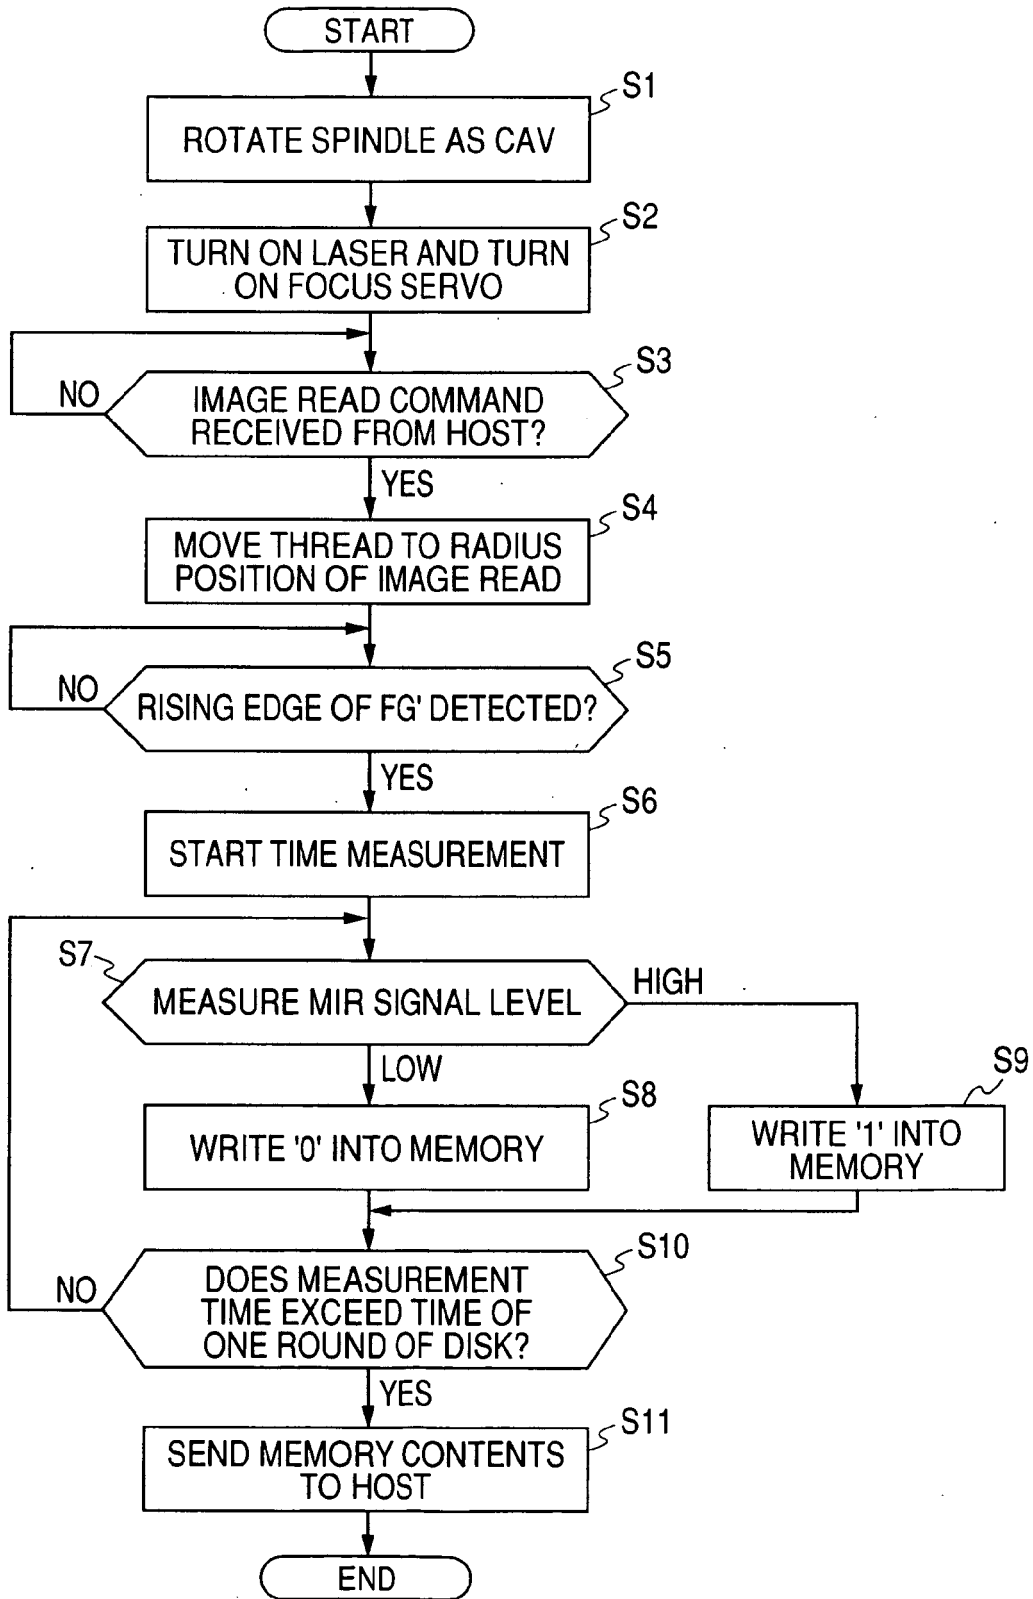 START
S1
ROTATE SPINDLE AS CAV
S2
TURN ON LASER AND TURN
ON FOCUS SERVO
S3
NO
IMAGE READ COMMAND
RECEIVED FROM HOST?
YES
S4
MOVE THREAD TO RADIUS
POSITION OF IMAGE READ
S5
NO
RISING EDGE OF FG' DETECTED?
YES
S6
START TIME MEASUREMENT
S7
MEASURE MIR SIGNAL LEVEL
HIGH
LOW
S8
WRITE '0' INTO MEMORY
S9
WRITE '1' INTO
MEMORY
S10
NO
DOES MEASUREMENT
TIME EXCEED TIME OF
ONE ROUND OF DISK?
YES
S11
SEND MEMORY CONTENTS
TO HOST
END